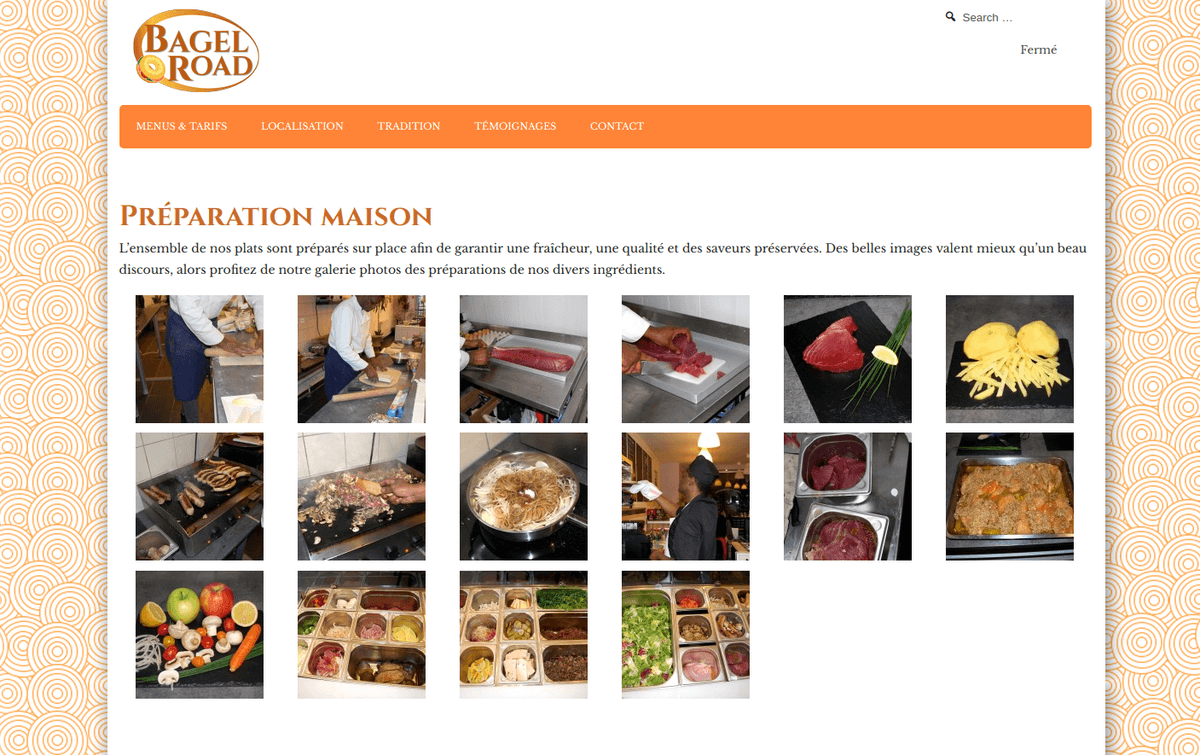 BAGEL
ROAD
Search ...
Fermé
MENUS & TARIFS LOCALISATION TRADITION TÉMOIGNAGES CONTACT
PRÉPARATION MAISON
L'ensemble de nos plats sont préparés sur place afin de garantir une fraîcheur, une qualité et des saveurs préservées. Des belles images valent mieux qu'un beau
discours, alors profitez de notre galerie photos des préparations de nos divers ingrédients.